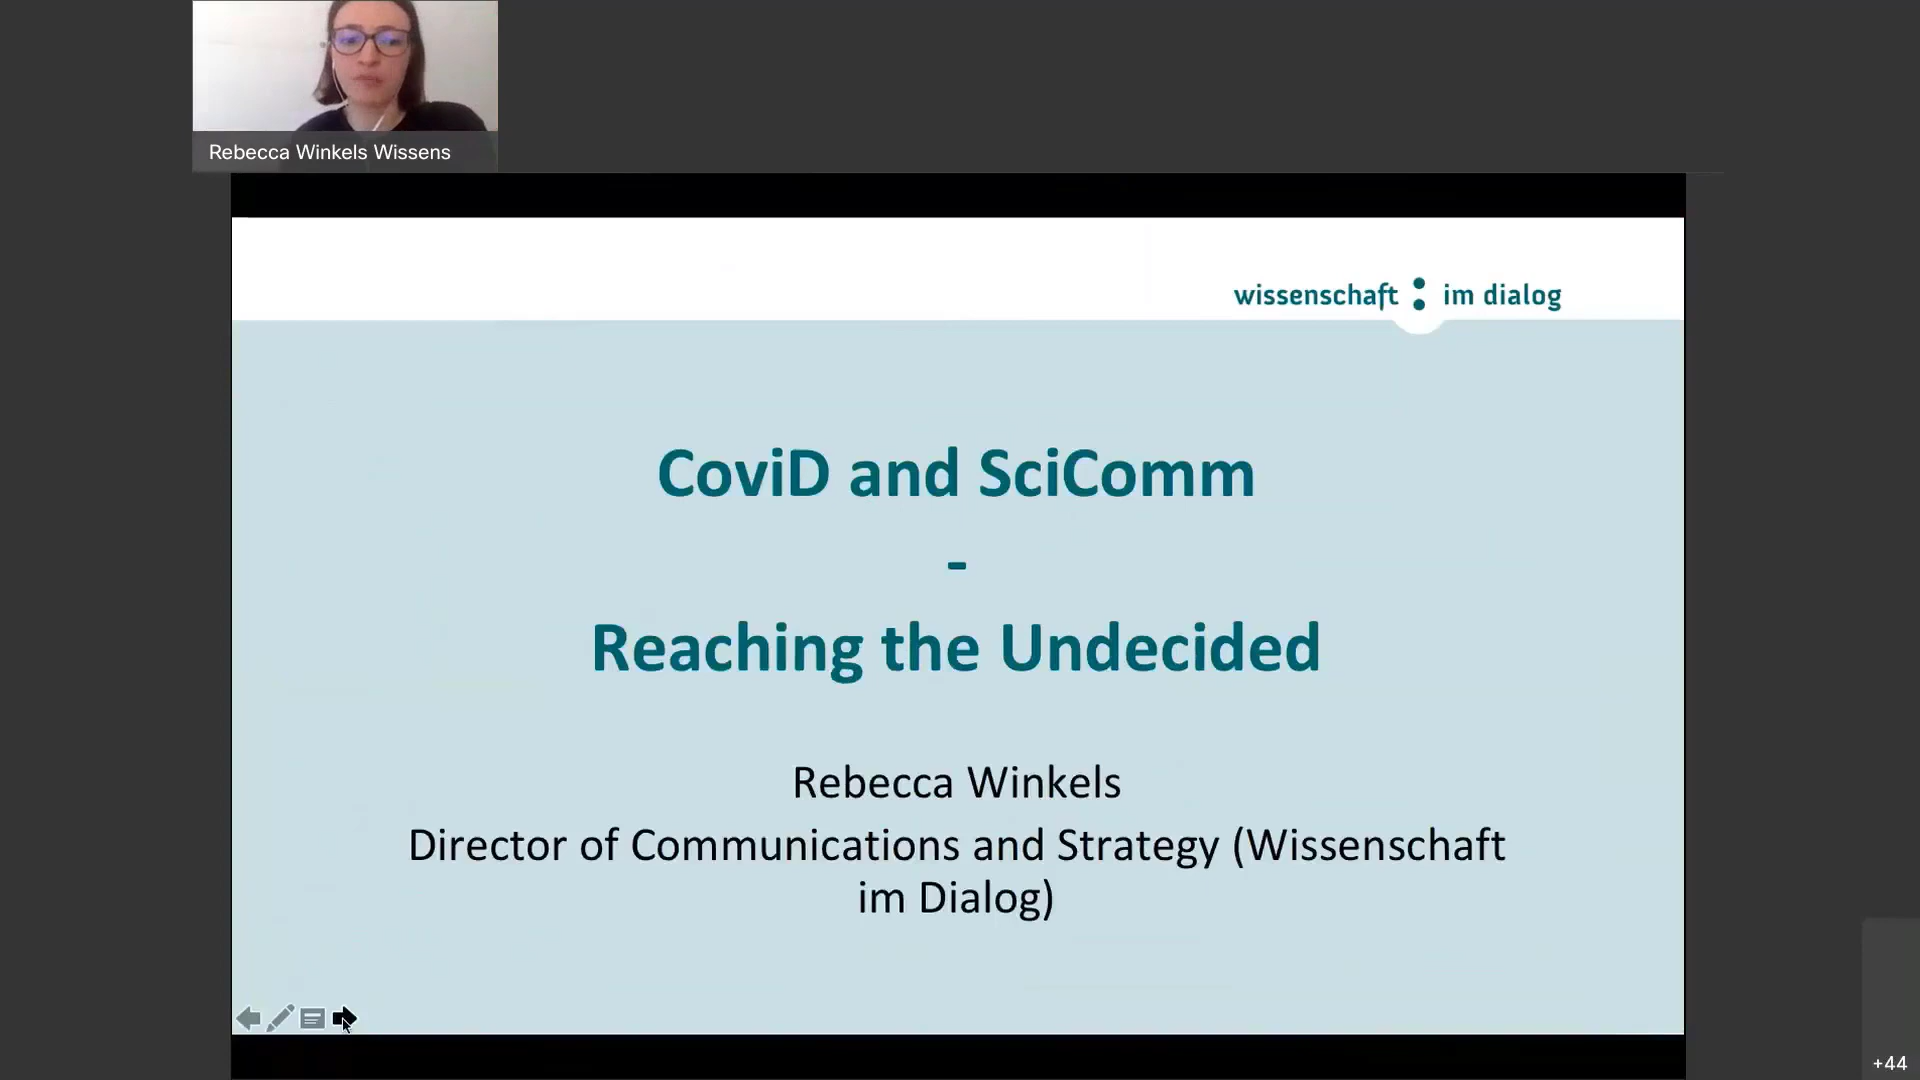 Rebecca Winkels Wissens
wissenschaft : im dialog
CoviD and SciComm
-
Reaching the Undecided
Rebecca Winkels
Director of Communications and Strategy (Wissenschaft
im Dialog)
+44